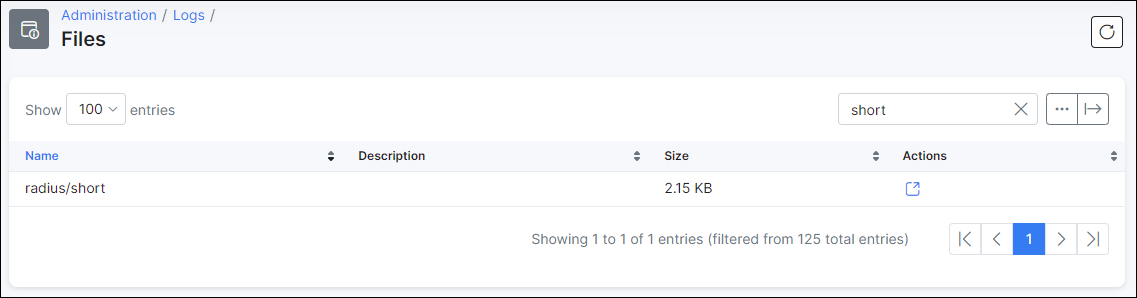 Administration / Logs /
Files
Show 100 entries
short
Name Description Size Actions
radius/short 2.15 KB
Showing 1 to 1 of 1 entries (filtered from 125 total entries) 1